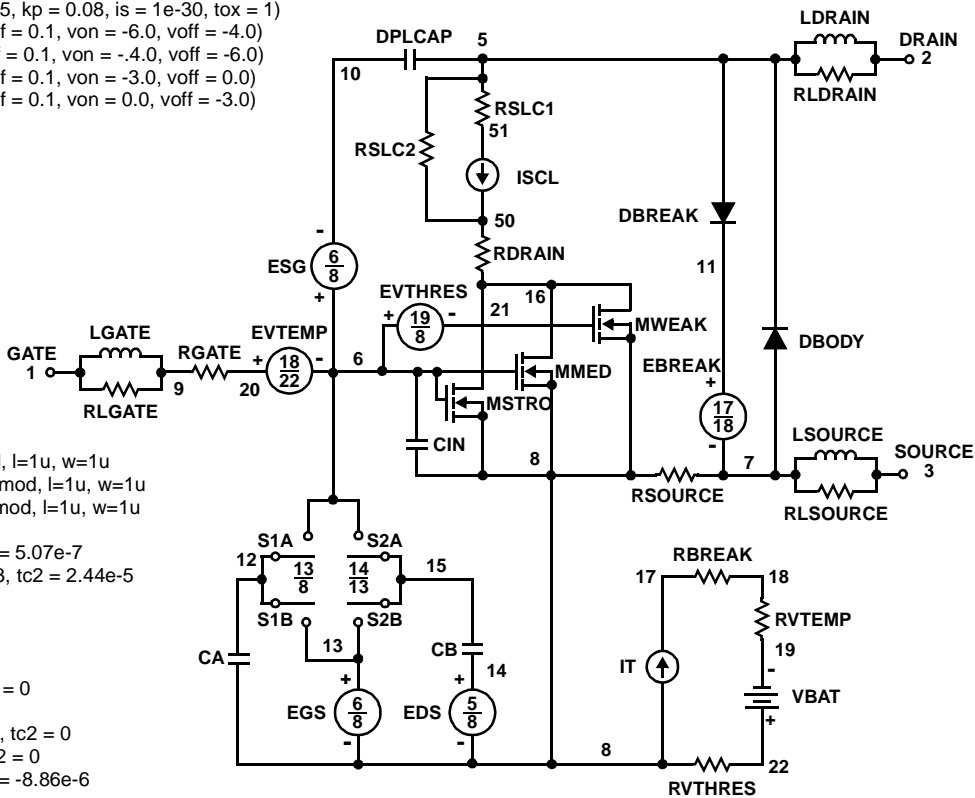 5, kp = 0.08, is = 1e-30, tox = 1)
f = 0.1, von = -6.0, voff = -4.0)
f = 0.1, von = -.4.0, voff = -6.0)
f = 0.1, von = -3.0, voff = 0.0)
f = 0.1, von = 0.0, voff = -3.0)
LDRAIN
DPLCAP 5 DRAIN
10 2
RLDRAIN
RSLC1
51
RSLC2
ISCL
50
DBREAK
RDRAIN
-
ESG 6/8
+
11
EVTHRES 16
+ 19/8 - 21
MWEAK
LGATE EVTEMP
GATE RGATE + 18/22 - 6
1
9 20
RLGATE
MMED
MSTRO
DBODY
EBREAK +
17/18
-
CIN
LSOURCE
8 7 SOURCE
3
RSOURCE
RLSOURCE
, l=1u, w=1u
mod, l=1u, w=1u
mod, l=1u, w=1u
= 5.07e-7
, tc2 = 2.44e-5
S1A S2A
12 13/8 14/13 15
S1B S2B
13
CA CB
14
+ +
EGS 6/8 EDS 5/8
- -
RBREAK
17 18
RVTEMP
19
IT -
VBAT
+
8 22
RVTHRES
= 0
, tc2 = 0
2 = 0
= -8.86e-6